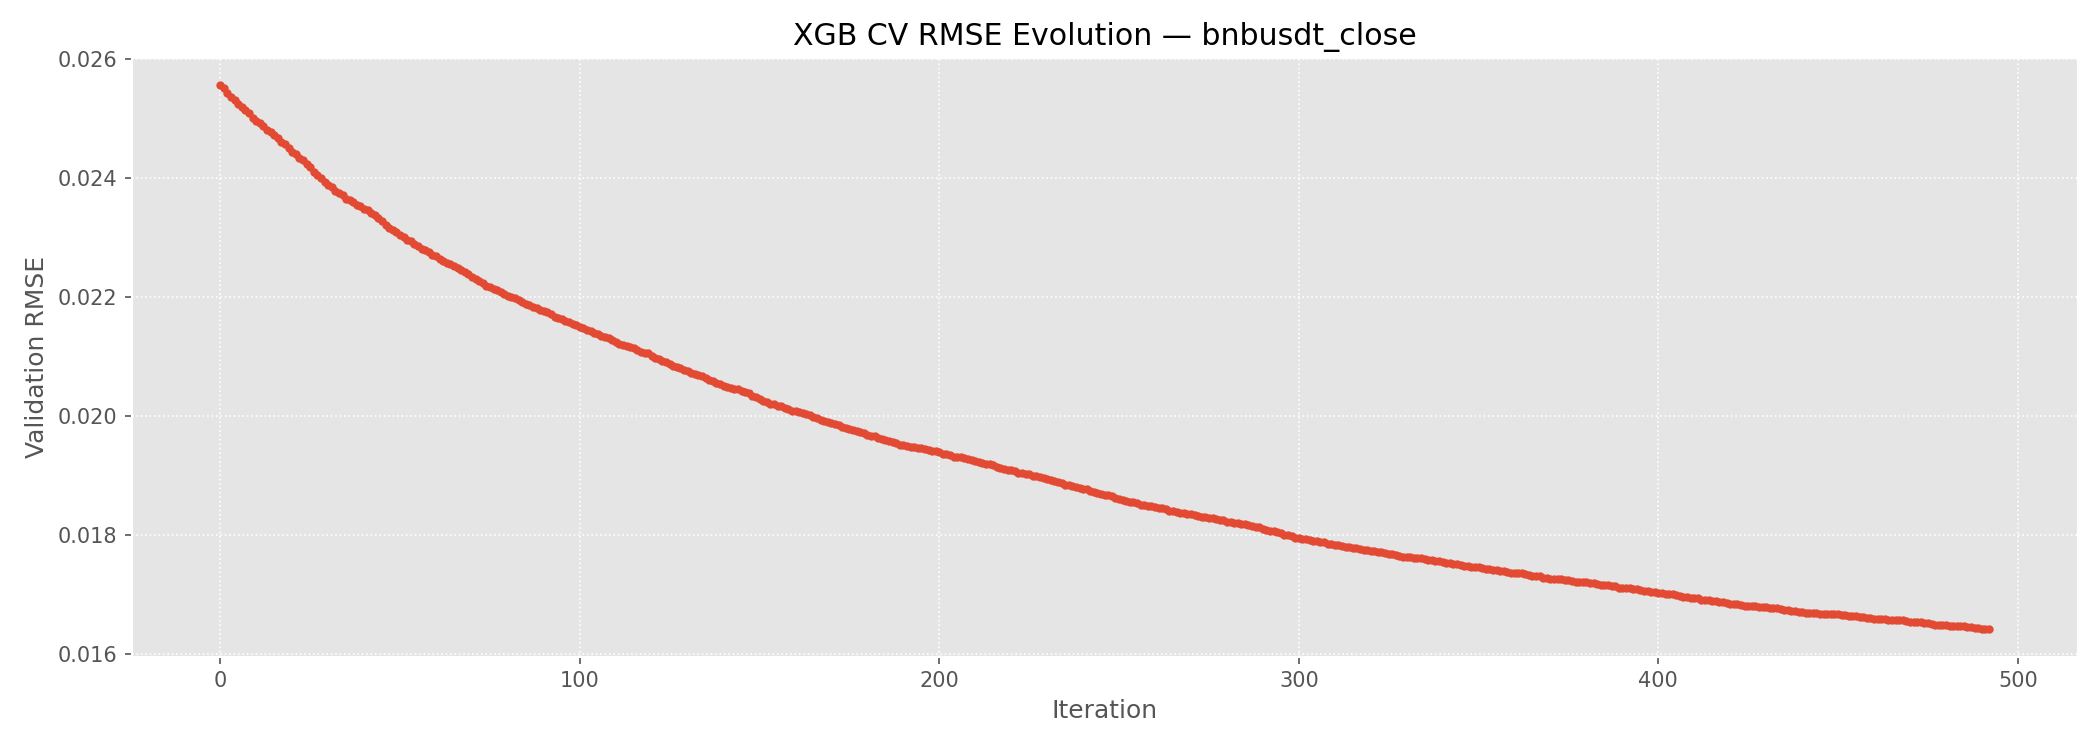 XGB CV RMSE Evolution — bnbusdt_close
Validation RMSE
0.026
0.024
0.022
0.020
0.018
0.016
0 100 200 300 400 500
Iteration